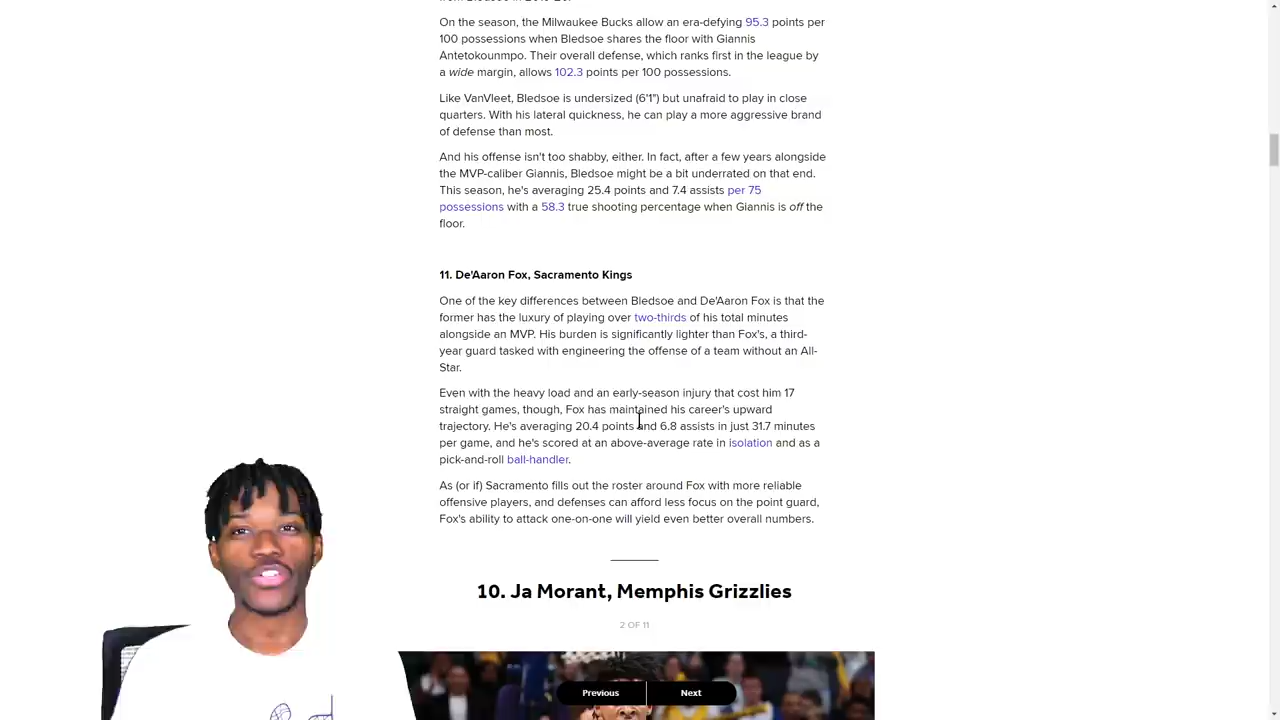 On the season, the Milwaukee Bucks allow an era-defying 95.3 points per
100 possessions when Bledsoe shares the floor with Giannis
Antetokounmpo. Their overall defense, which ranks first in the league by
a wide margin, allows 102.3 points per 100 possessions.
Like VanVleet, Bledsoe is undersized (6'1") but unafraid to play in close
quarters. With his lateral quickness, he can play a more aggressive brand
of defense than most.
And his offense isn't too shabby, either. In fact, after a few years alongside
the MVP-caliber Giannis, Bledsoe might be a bit underrated on that end.
This season, he's averaging 25.4 points and 7.4 assists per 75
possessions with a 58.3 true shooting percentage when Giannis is off the
floor.
11. De'Aaron Fox, Sacramento Kings
One of the key differences between Bledsoe and De'Aaron Fox is that the
former has the luxury of playing over two-thirds of his total minutes
alongside an MVP. His burden is significantly lighter than Fox's, a third-
year guard tasked with engineering the offense of a team without an All-
Star.
Even with the heavy load and an early-season injury that cost him 17
straight games, though, Fox has maintained his career's upward
trajectory. He's averaging 20.4 points and 6.8 assists in just 31.7 minutes
per game, and he's scored at an above-average rate in isolation and as a
pick-and-roll ball-handler.
As (or if) Sacramento fills out the roster around Fox with more reliable
offensive players, and defenses can afford less focus on the point guard,
Fox's ability to attack one-on-one will yield even better overall numbers.
10. Ja Morant, Memphis Grizzlies
2 OF 11
Previous
Next